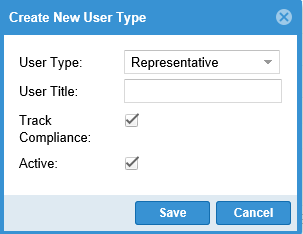 Create New User Type
User Type: Representative
User Title:
Track
Compliance:
Active:
Save Cancel